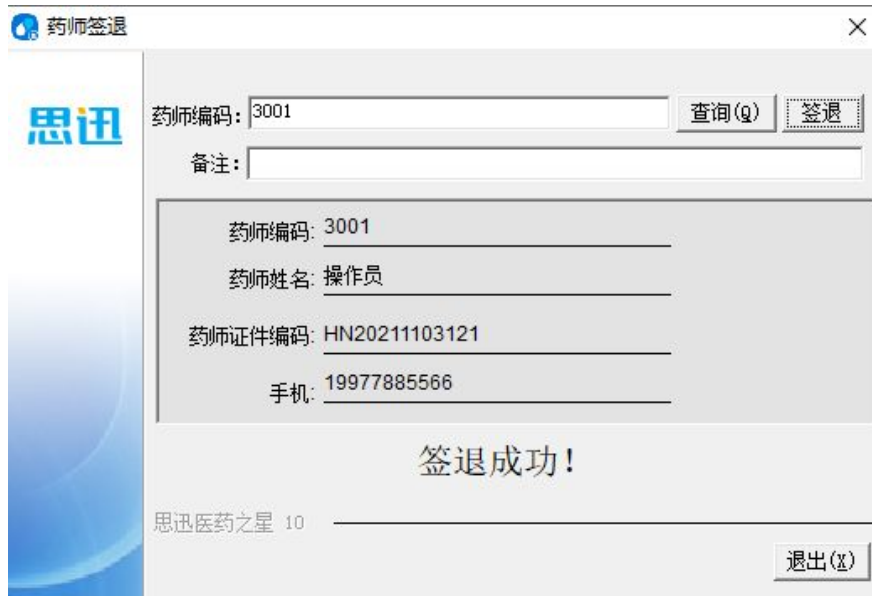 药师签退
思迅
药师编码: 3001 查询(Q) 签退
备注:
药师编码: 3001
药师姓名: 操作员
药师证件编码: HN20211103121
手机: 19977885566
签退成功!
思迅医药之星 10
退出(X)